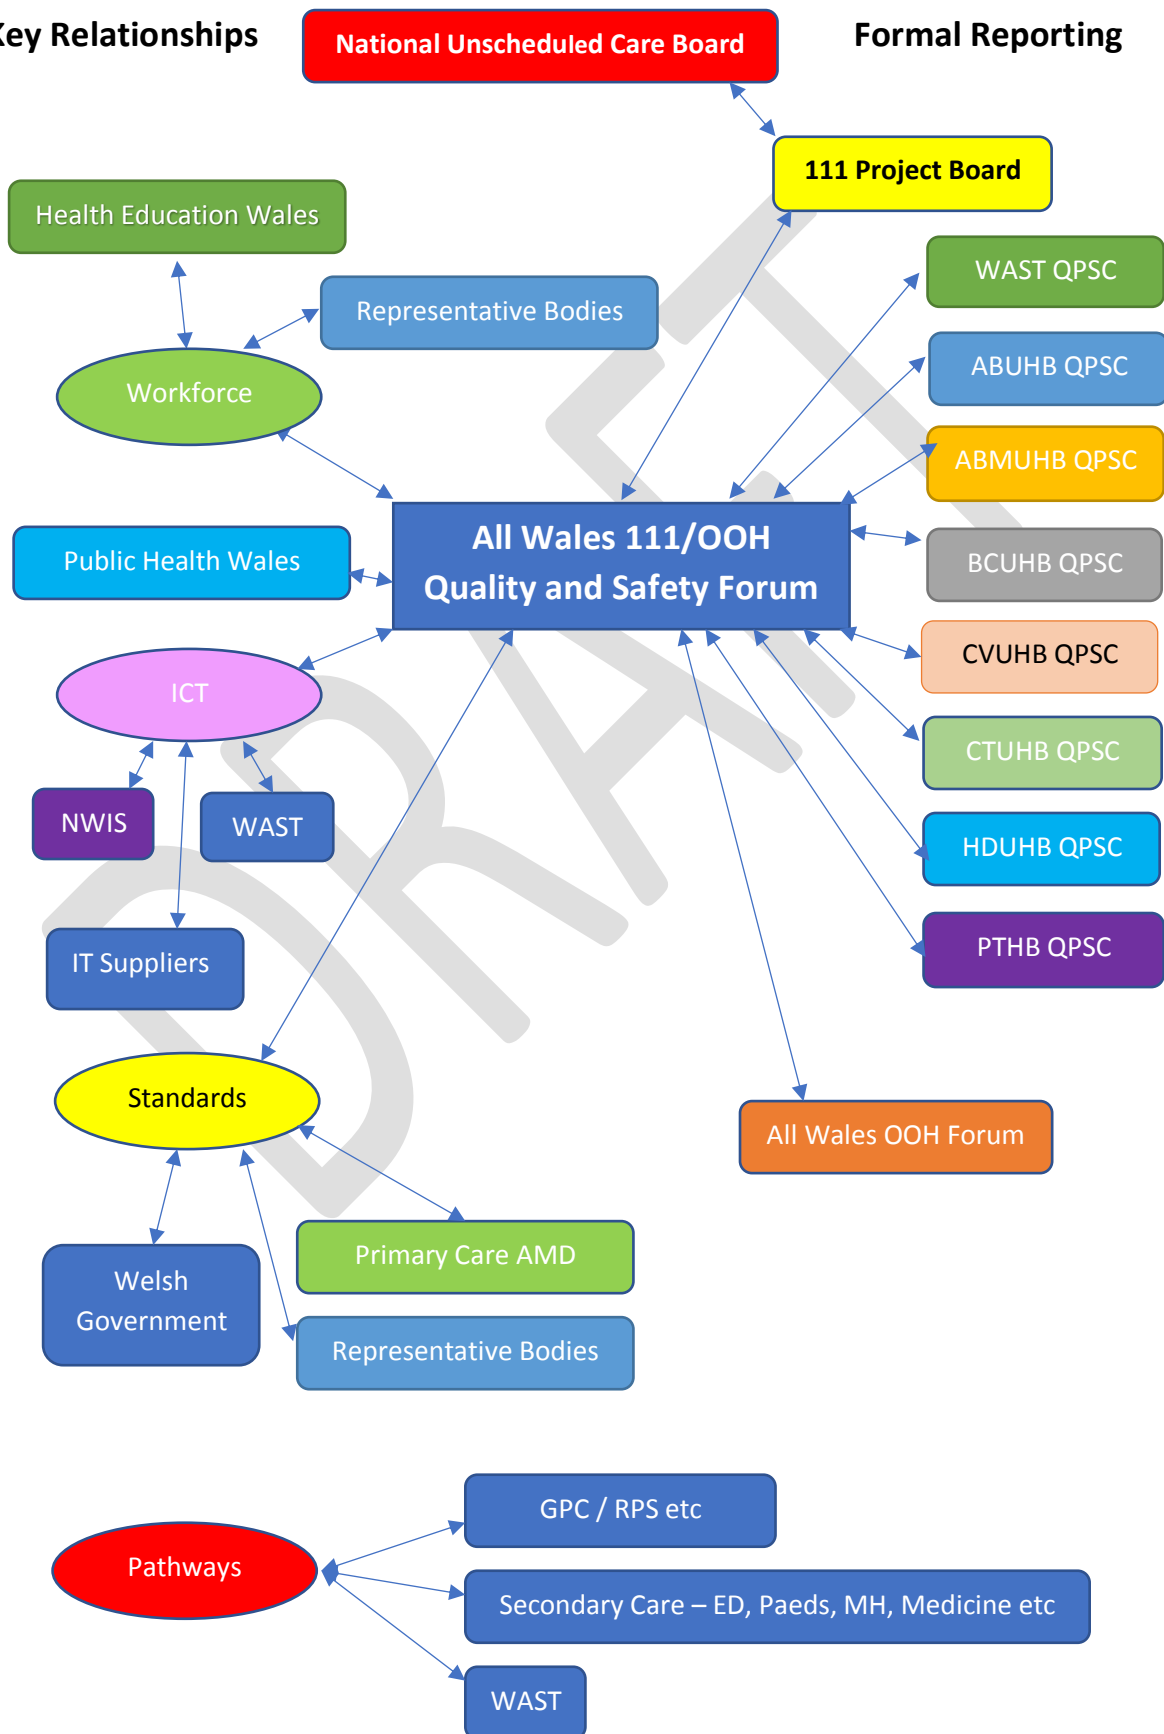 Key Relationships
National Unscheduled Care Board
Formal Reporting
111 Project Board
Health Education Wales
WAST QPSC
Representative Bodies
ABUHB QPSC
Workforce
ABMUHB QPSC
All Wales 111/OOH
Quality and Safety Forum
Public Health Wales
BCUHB QPSC
CVUHB QPSC
ICT
CTUHB QPSC
NWIS
WAST
HDUHB QPSC
IT Suppliers
PTHB QPSC
Standards
All Wales OOH Forum
Primary Care AMD
Welsh
Government
Representative Bodies
GPC / RPS etc
Pathways
Secondary Care – ED, Paeds, MH, Medicine etc
WAST
DRAFT